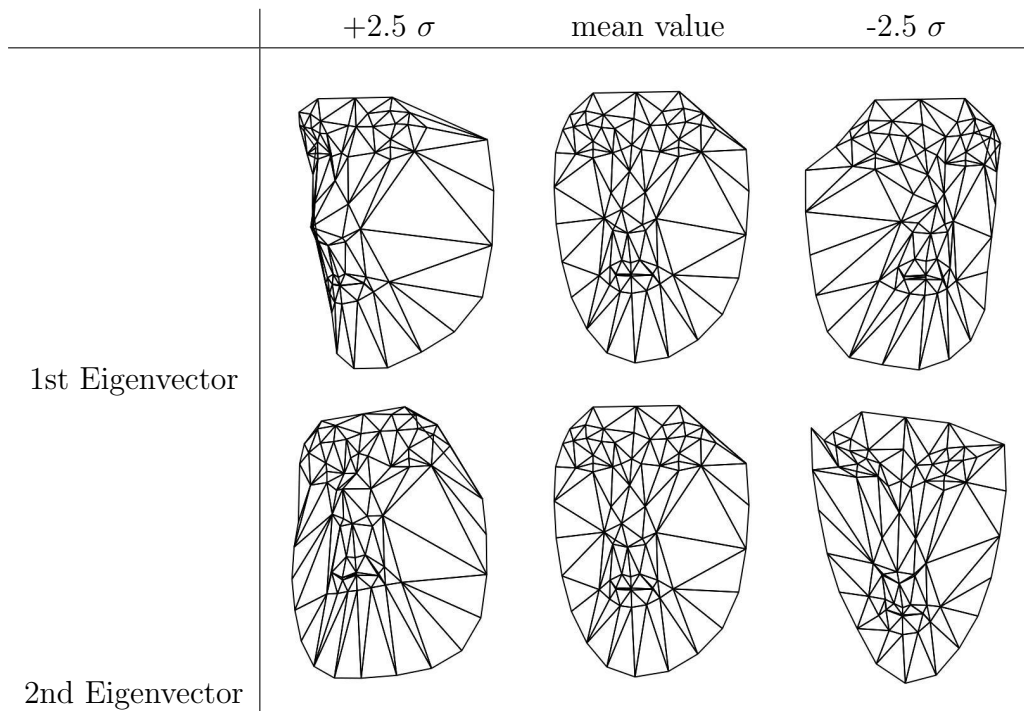 +2.5 σ mean value -2.5 σ
1st Eigenvector
2nd Eigenvector